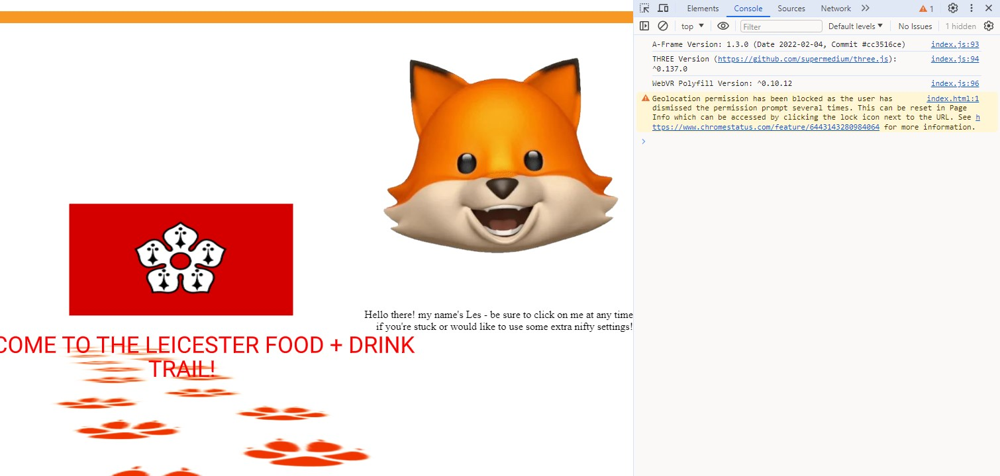 Hello there! my name's Les - be sure to click on me at any time
if you're stuck or would like to use some extra nifty settings!
COME TO THE LEICESTER FOOD + DRINK
TRAIL!
Elements Console Sources Network 1
top Filter Default levels No Issues 1 hidden
A-Frame Version: 1.3.0 (Date 2022-02-04, Commit #cc3516ce) index.js:93
THREE Version (https://github.com/supermedium/three.js): index.js:94
^0.137.0
WebVR Polyfill Version: ^0.10.12 index.js:96
Geolocation permission has been blocked as the user has index.html:1
dismissed the permission prompt several times. This can be reset in Page
Info which can be accessed by clicking the lock icon next to the URL. See h
ttps://www.chromestatus.com/feature/6443143280984064 for more information.